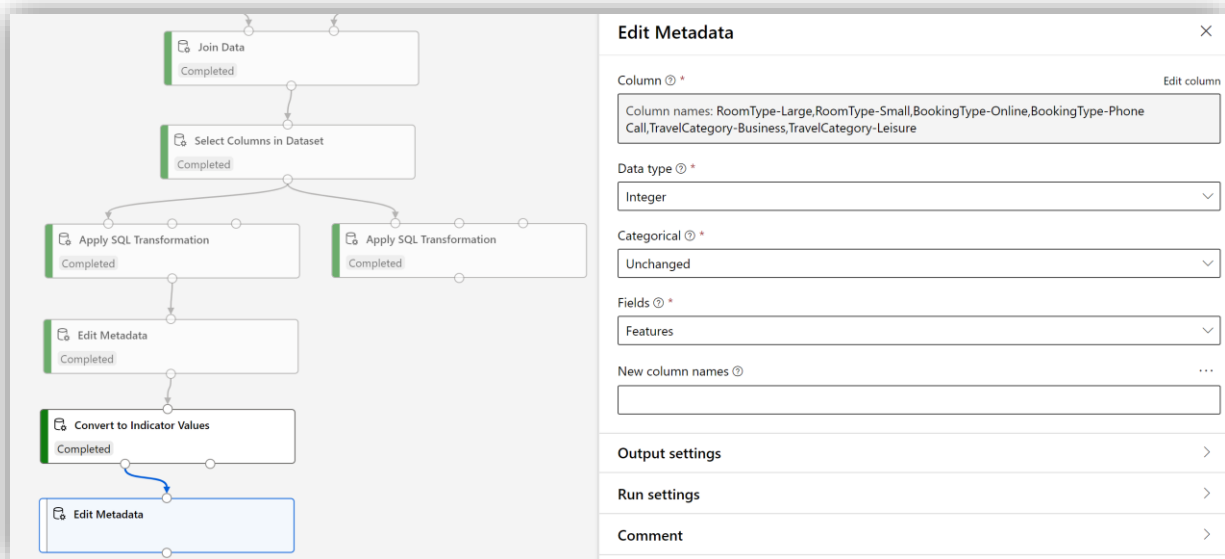 Join Data
Completed
Select Columns in Dataset
Completed
Apply SQL Transformation
Completed
Apply SQL Transformation
Completed
Edit Metadata
Completed
Convert to Indicator Values
Completed
Edit Metadata
Edit Metadata
Column *
Edit column
Column names: RoomType-Large,RoomType-Small,BookingType-Online,BookingType-Phone
Call,TravelCategory-Business,TravelCategory-Leisure
Data type *
Integer
Categorical *
Unchanged
Fields *
Features
New column names
...
Output settings
Run settings
Comment